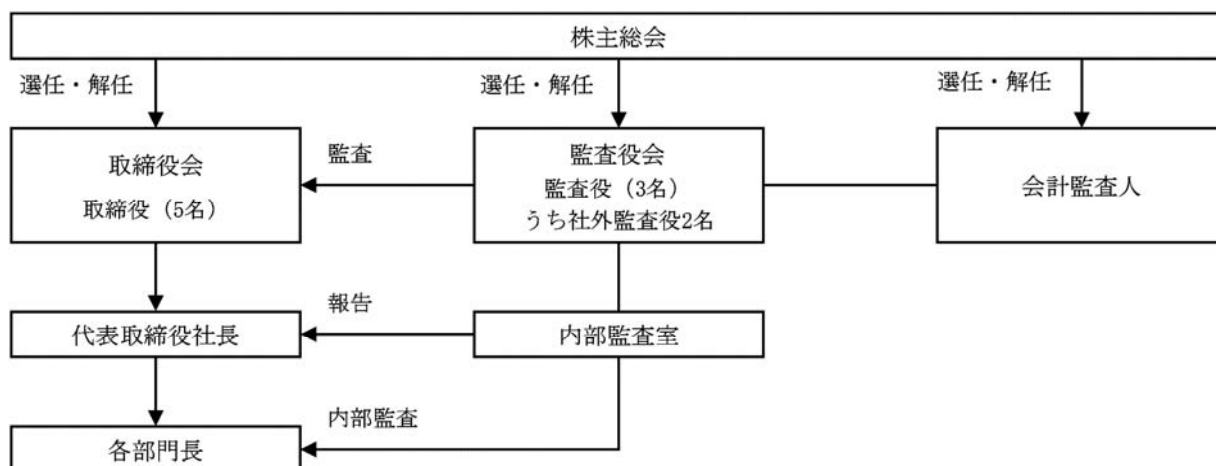 株主総会
選任・解任
選任・解任
選任・解任
取締役会
取締役（5名）
監査
監査役会
監査役（3名）
うち社外監査役2名
会計監査人
代表取締役社長
報告
内部監査室
内部監査
各部門長